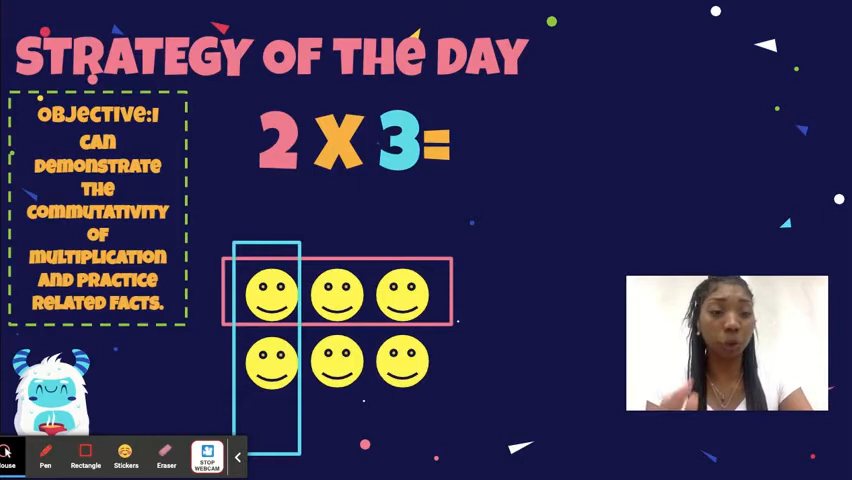 STRATEGY OF THE DAY
OBJECTIVE:I
CAN
DEMONSTRATE
THE
COMMUTATIVITY
OF
MULTIPLICATION
AND PRACTICE
RELATED FACTS.
2 X 3=
Mouse
Pen
Rectangle
Stickers
Eraser
STOP
WEBCAM